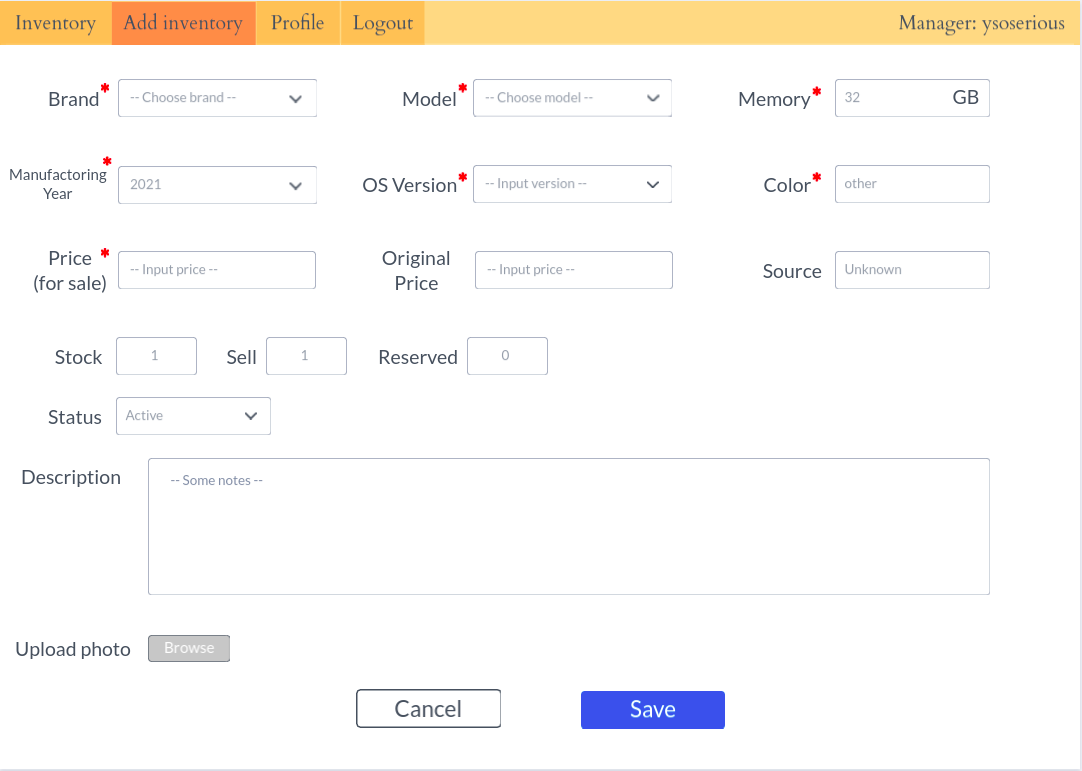 Inventory Add inventory Profile Logout Manager: ysoserious
Brand* -- Choose brand -- Model* -- Choose model -- Memory* 32 GB
Manufactoring* 2021 OS Version* -- Input version -- Color* other
Year
Price * -- Input price -- Original -- Input price -- Source Unknown
(for sale) Price
Stock 1 Sell 1 Reserved 0
Status Active
Description -- Some notes --
Upload photo Browse
Cancel Save